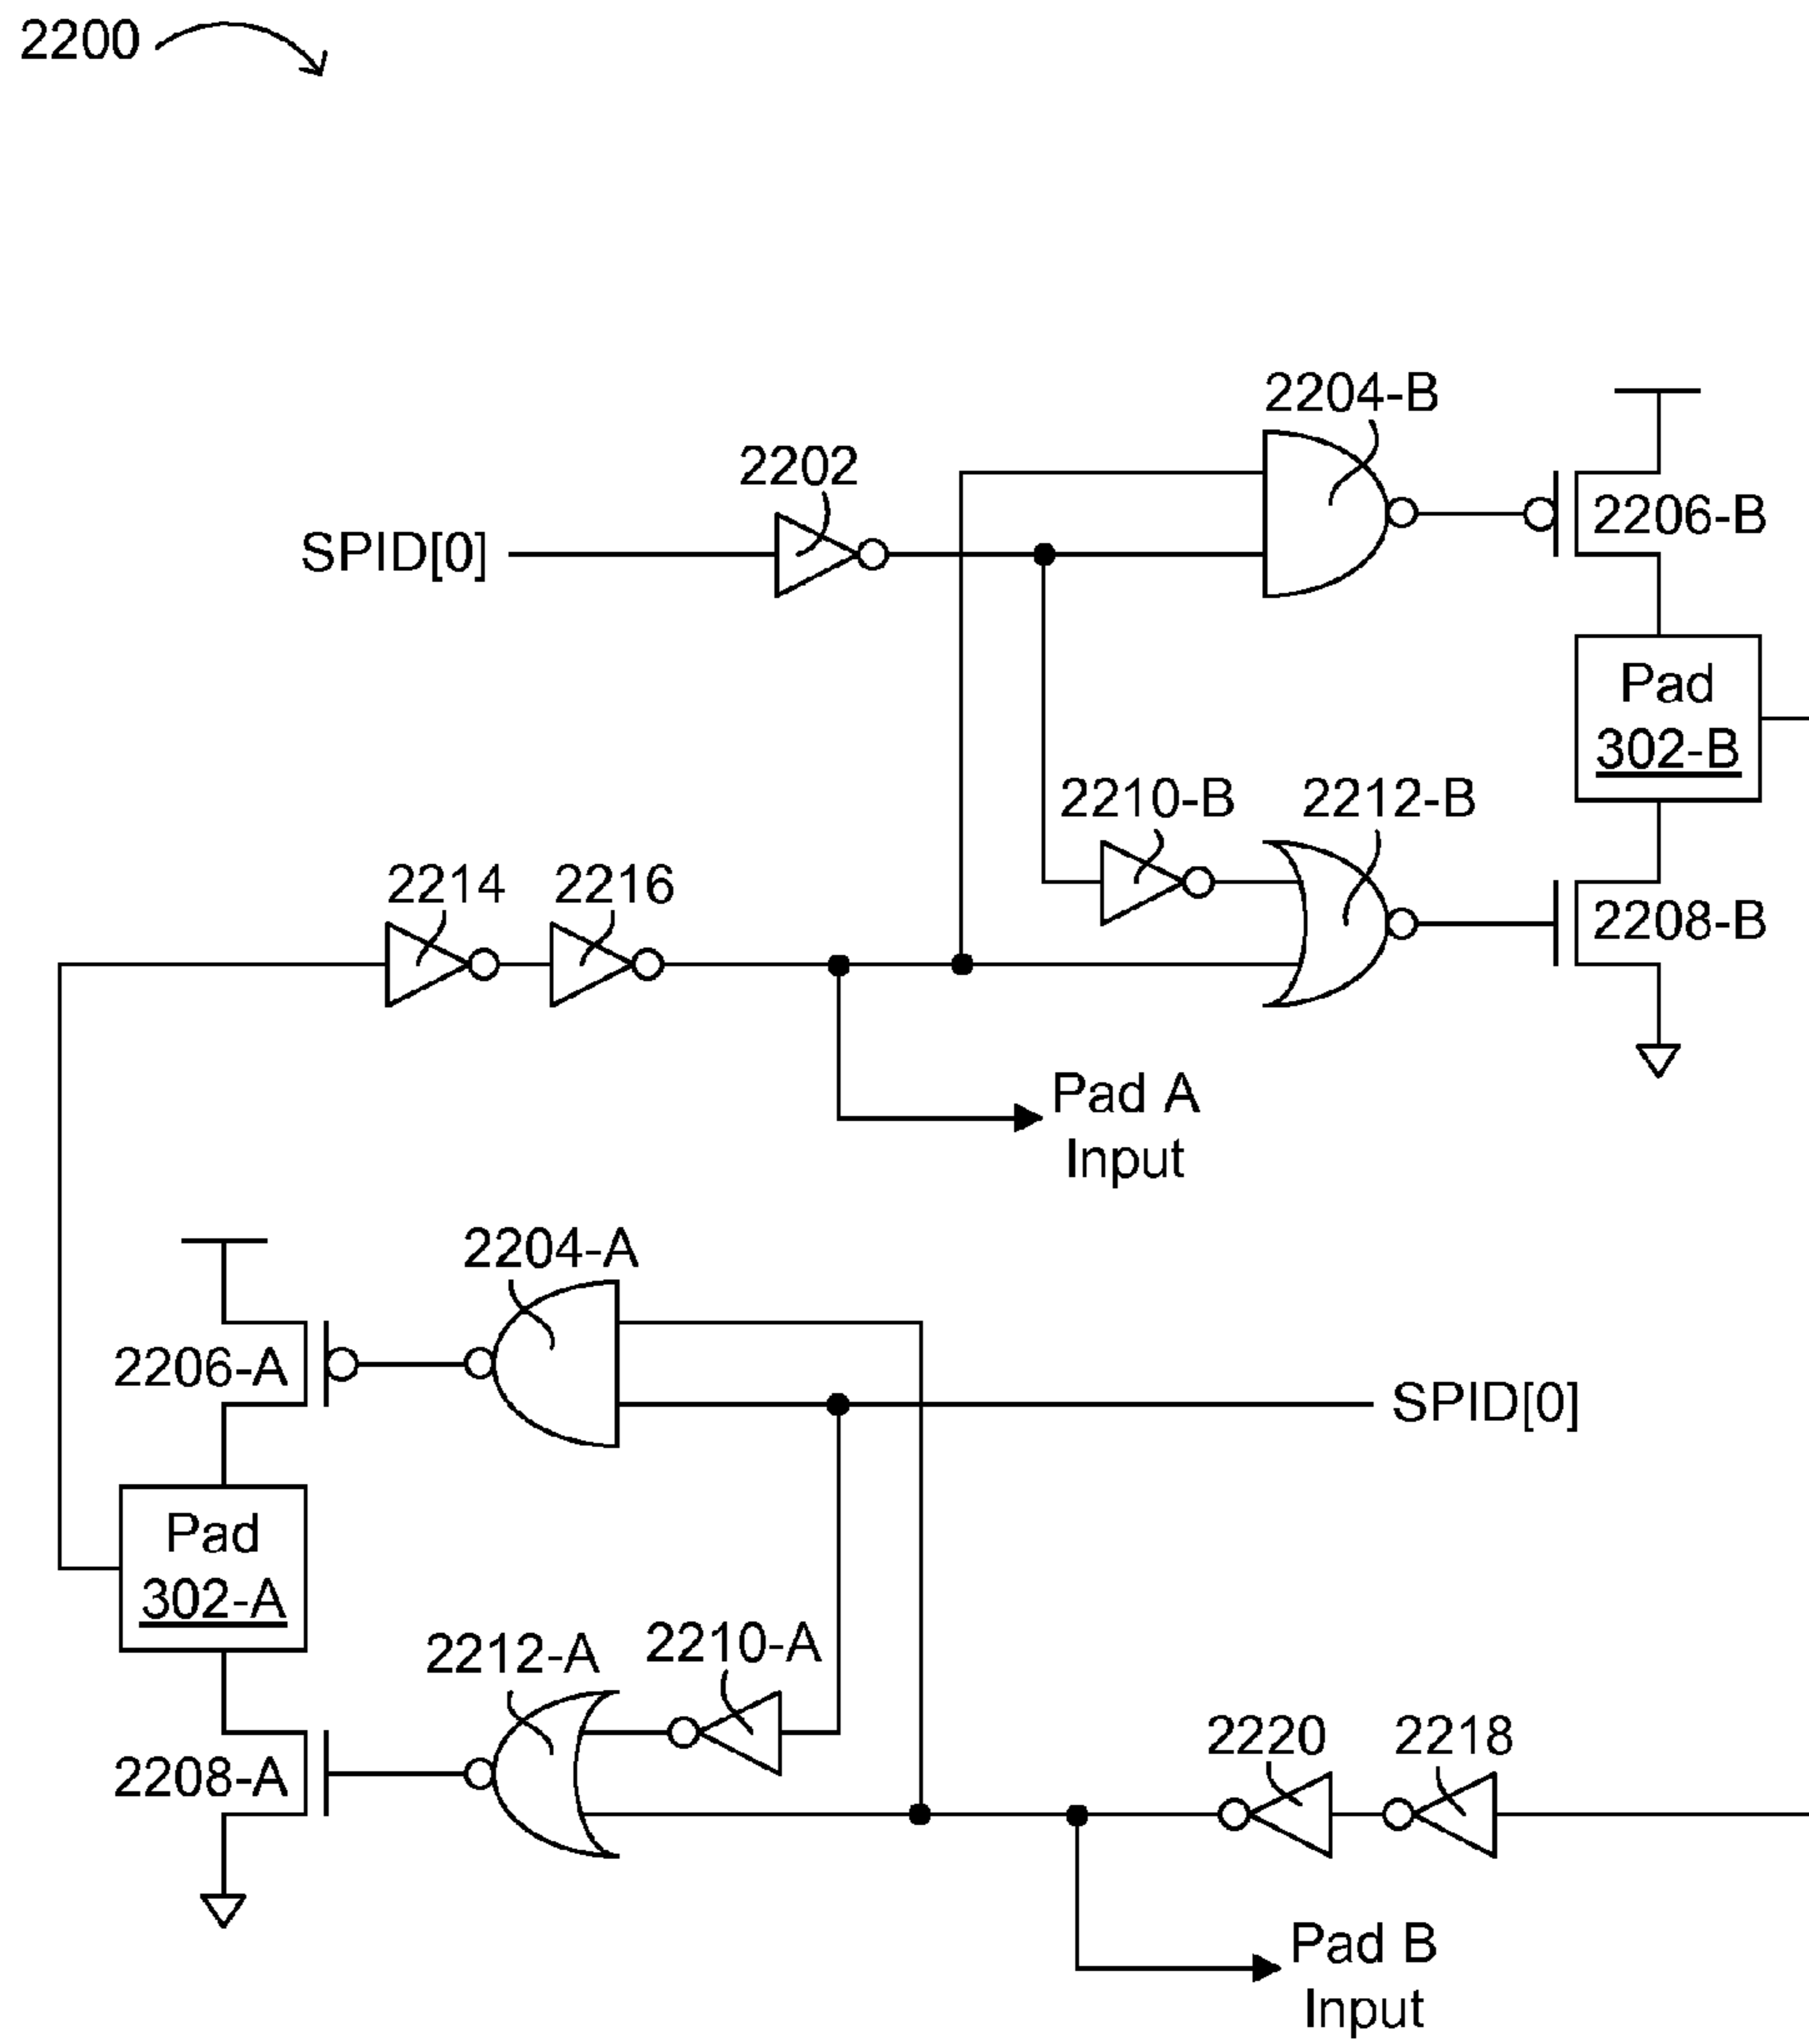 2200
2204-B
2202
SPID[0]
2206-B
Pad
302-B
2210-B
2212-B
2214
2216
2208-B
Pad A
Input
2204-A
2206-A
SPID[0]
Pad
302-A
2212-A
2210-A
2220
2218
2208-A
Pad B
Input